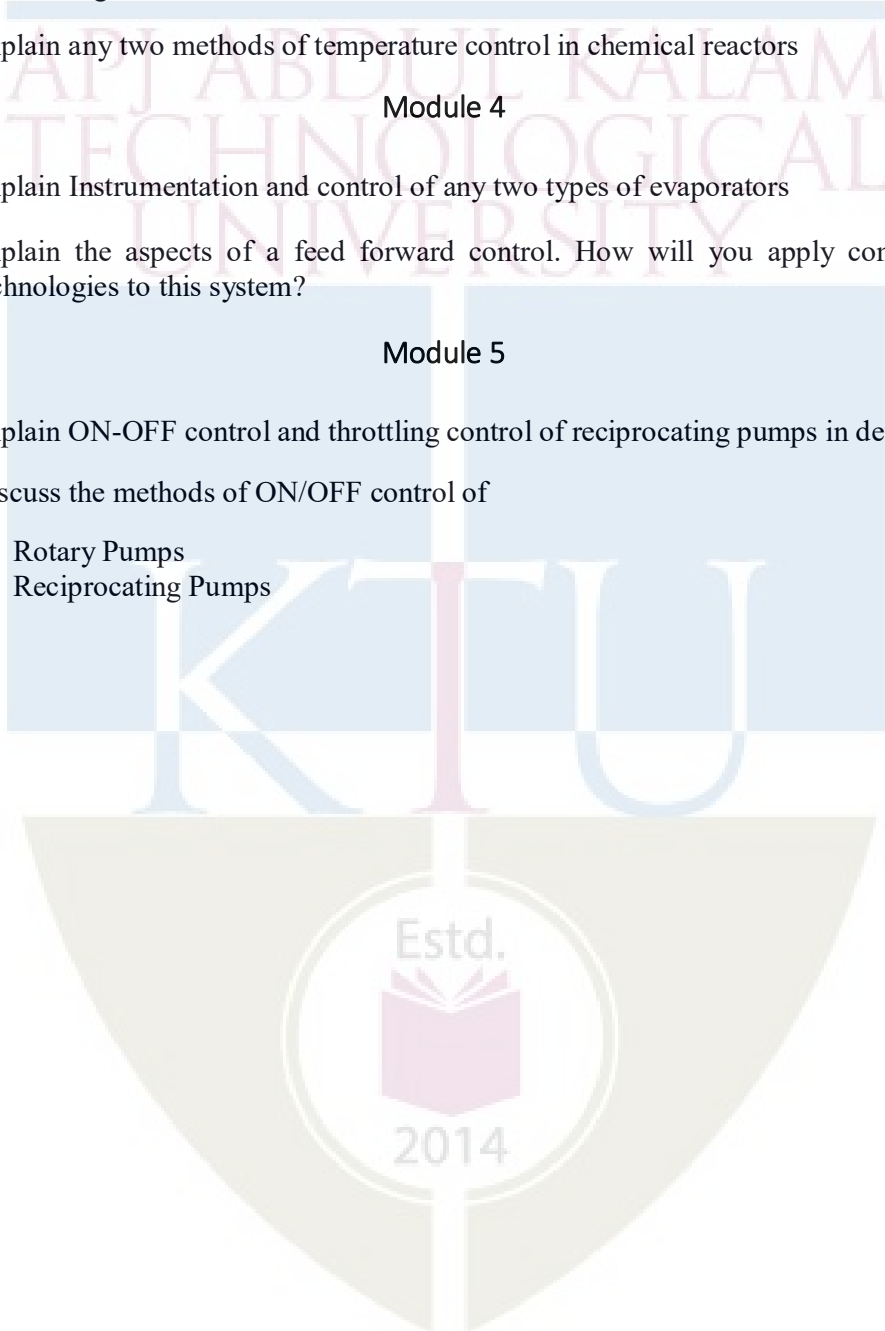 plain any two methods of temperature control in chemical reactors
APJ ABDUL KALAM
Module 4
TECHNOLOGICAL
plain Instrumentation and control of any two types of evaporators
UNIVERSITY
plain the aspects of a feed forward control. How will you apply con
chnologies to this system?
Module 5
plain ON-OFF control and throttling control of reciprocating pumps in de
scuss the methods of ON/OFF control of
Rotary Pumps
Reciprocating Pumps
KTU
Estd.
2014